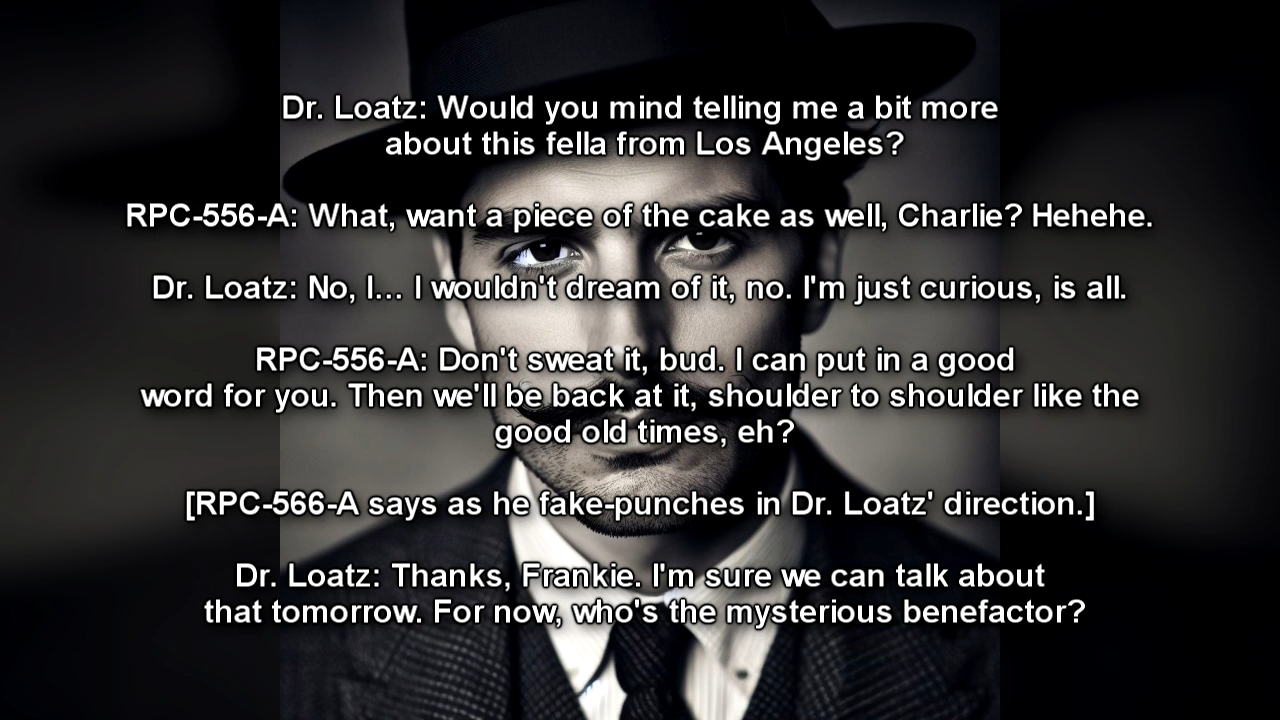 Dr. Loatz: Would you mind telling me a bit more
about this fella from Los Angeles?
RPC-556-A: What, want a piece of the cake as well, Charlie? Hehehe.
Dr. Loatz: No, I... I wouldn't dream of it, no. I'm just curious, is all.
RPC-556-A: Don't sweat it, bud. I can put in a good
word for you. Then we'll be back at it, shoulder to shoulder like the
good old times, eh?
[RPC-566-A says as he fake-punches in Dr. Loatz' direction.]
Dr. Loatz: Thanks, Frankie. I'm sure we can talk about
that tomorrow. For now, who's the mysterious benefactor?